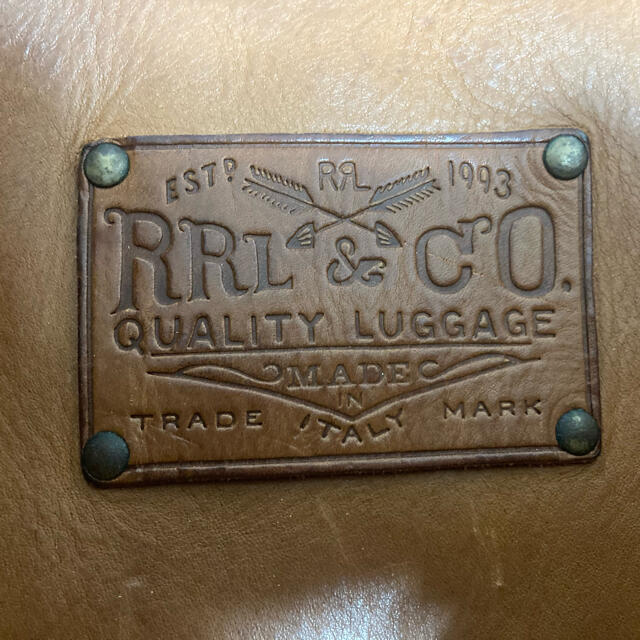 ESTD. RRL 1993
RRL & CO.
QUALITY LUGGAGE
MADE
IN
TRADE ITALY MARK